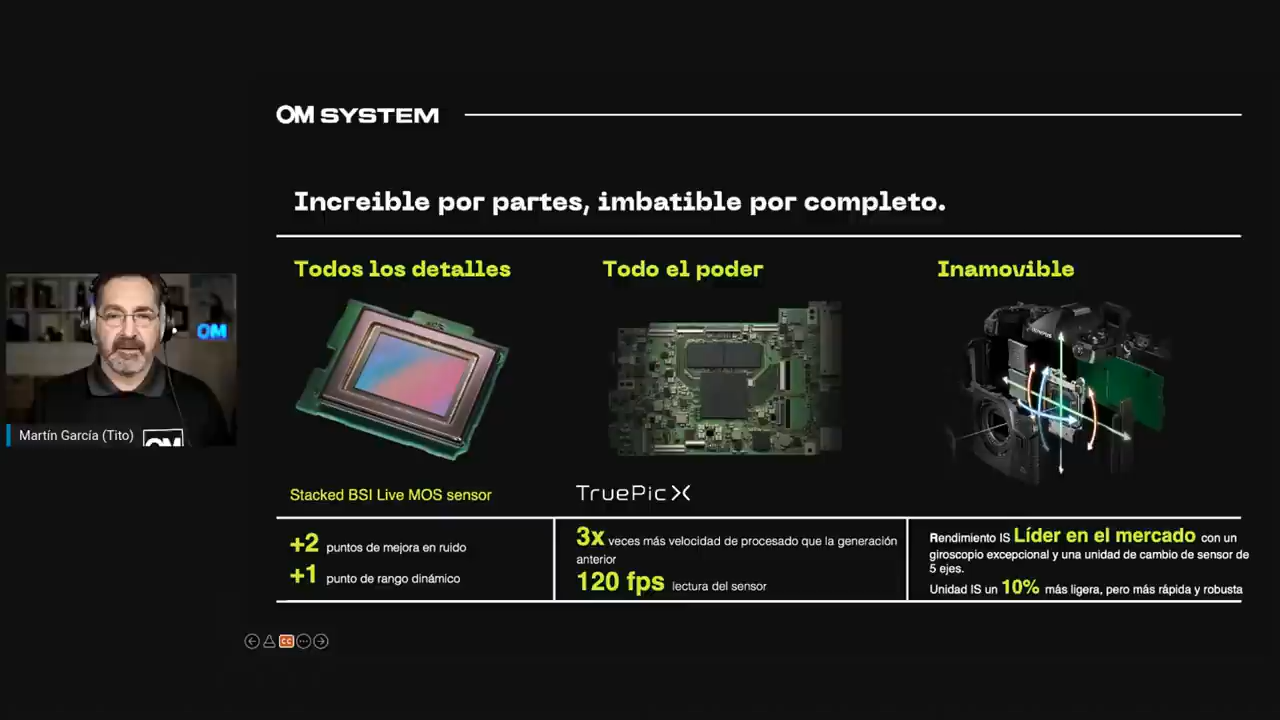 OM SYSTEM
Increible por partes, imbatible por completo.
Todos los detalles
Todo el poder
Inamovible
OLYMPUS
OM
Martín García (Tito)
OM
Stacked BSI Live MOS sensor
TruePic X
+2 puntos de mejora en ruido
+1 punto de rango dinámico
3x veces más velocidad de procesado que la generación
anterior
120 fps lectura del sensor
Rendimiento IS Líder en el mercado con un
giroscopio excepcional y una unidad de cambio de sensor de
5 ejes.
Unidad IS un 10% más ligera, pero más rápida y robusta
CC